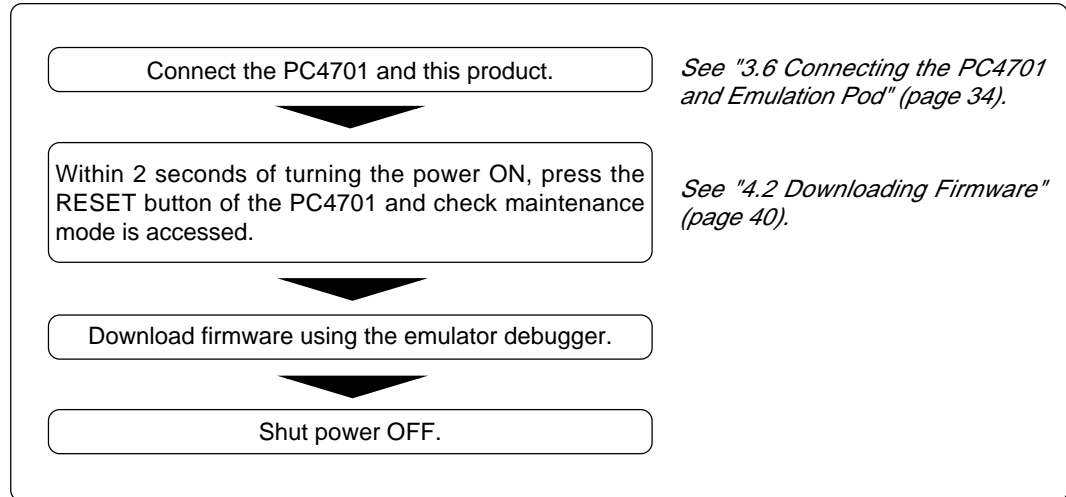 Connect the PC4701 and this product.
See "3.6 Connecting the PC4701
and Emulation Pod" (page 34).
Within 2 seconds of turning the power ON, press the
RESET button of the PC4701 and check maintenance
mode is accessed.
See "4.2 Downloading Firmware"
(page 40).
Download firmware using the emulator debugger.
Shut power OFF.